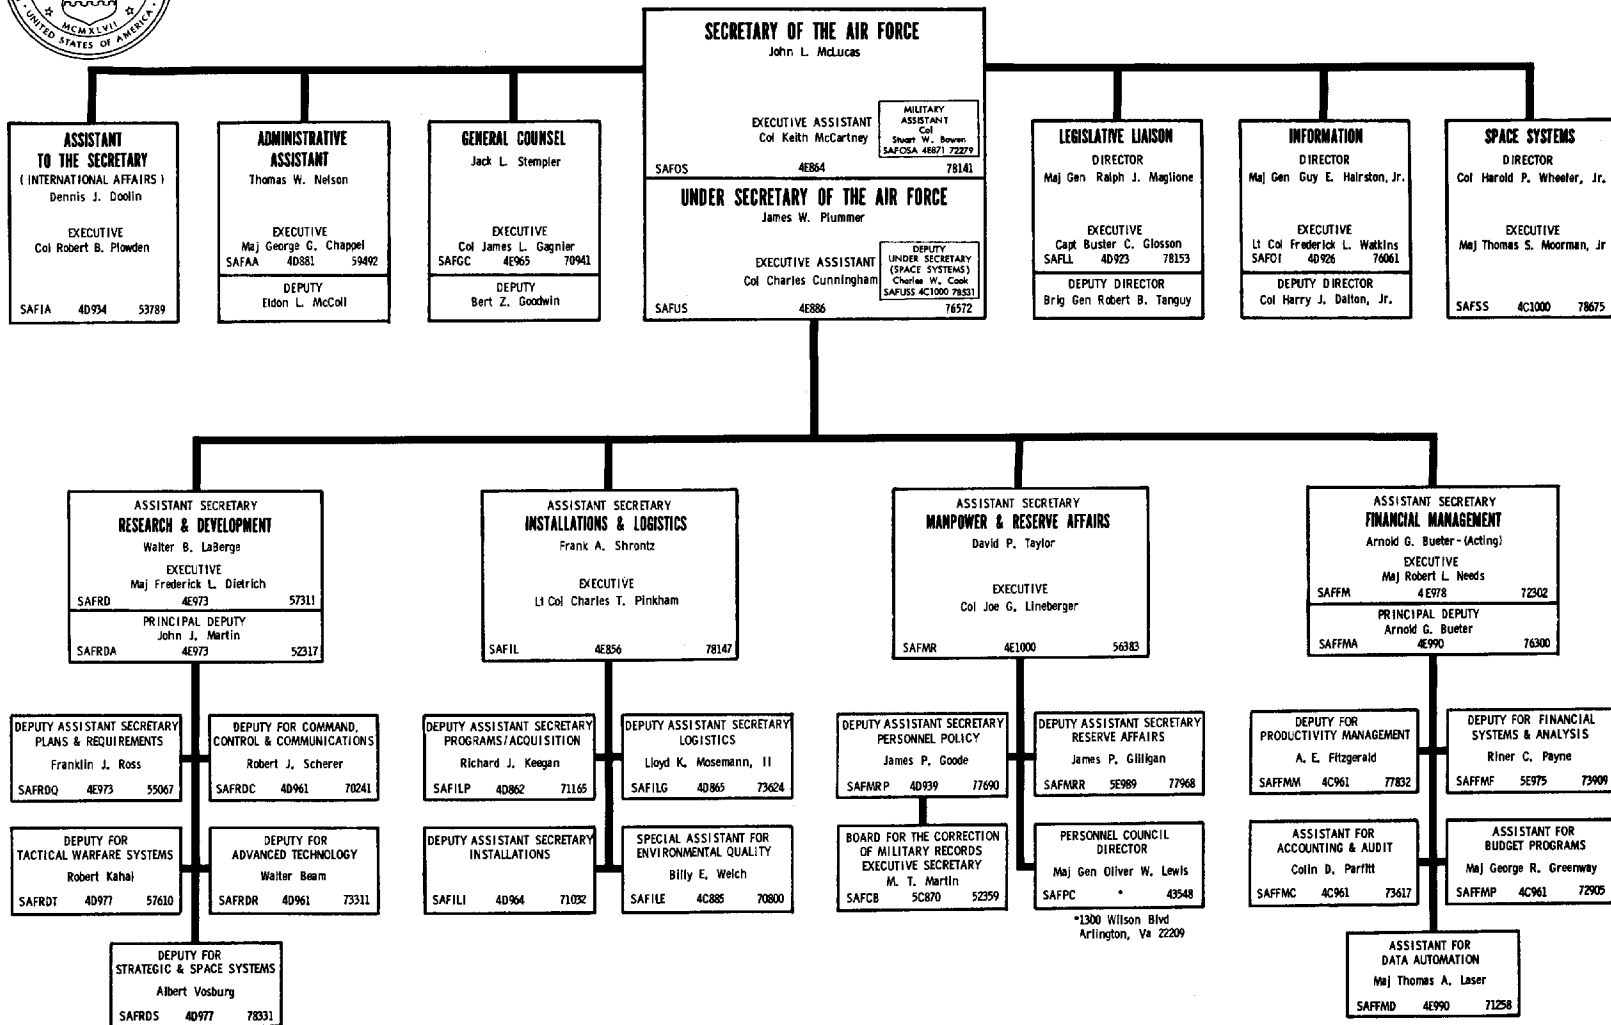 MCMXLVII
UNITED STATES OF AMERICA
SECRETARY OF THE AIR FORCE
John L. McLucas
EXECUTIVE ASSISTANT
Col Keith McCartney
MILITARY
ASSISTANT
Col
Stuart W. Bowen
SAFOSA 4E871 72279
SAFOS 4E864 78141
UNDER SECRETARY OF THE AIR FORCE
James W. Plummer
EXECUTIVE ASSISTANT
Col Charles Cunningham
DEPUTY
UNDER SECRETARY
(SPACE SYSTEMS)
Charles W. Cook
SAFUSS 4C1000 78531
SAFUS 4E886 76572
ASSISTANT
TO THE SECRETARY
( INTERNATIONAL AFFAIRS )
Dennis J. Doolin
EXECUTIVE
Col Robert B. Plowden
SAFIA 4D934 53789
ADMINISTRATIVE
ASSISTANT
Thomas W. Nelson
EXECUTIVE
Maj George G. Chappel
SAFAA 4D881 59492
DEPUTY
Eldon L. McColl
GENERAL COUNSEL
Jack L. Stempler
EXECUTIVE
Col James L. Gagnier
SAFGC 4E965 70941
DEPUTY
Bert Z. Goodwin
LEGISLATIVE LIAISON
DIRECTOR
Maj Gen Ralph J. Maglione
EXECUTIVE
Capt Buster C. Glosson
SAFLL 4D923 78153
DEPUTY DIRECTOR
Brig Gen Robert B. Tanguy
INFORMATION
DIRECTOR
Maj Gen Guy E. Hairston, Jr.
EXECUTIVE
Lt Col Frederick L. Watkins
SAFOI 4D926 76061
DEPUTY DIRECTOR
Col Harry J. Dalton, Jr.
SPACE SYSTEMS
DIRECTOR
Col Harold P. Wheeler, Jr.
EXECUTIVE
Maj Thomas S. Moorman, Jr
SAFSS 4C1000 78675
ASSISTANT SECRETARY
RESEARCH & DEVELOPMENT
Walter B. LaBerge
EXECUTIVE
Maj Frederick L. Dietrich
SAFRD 4E973 57311
PRINCIPAL DEPUTY
John J. Martin
SAFRDA 4E973 52317
ASSISTANT SECRETARY
INSTALLATIONS & LOGISTICS
Frank A. Shrontz
EXECUTIVE
Lt Col Charles T. Pinkham
SAFIL 4E856 78147
ASSISTANT SECRETARY
MANPOWER & RESERVE AFFAIRS
David P. Taylor
EXECUTIVE
Col Joe G. Lineberger
SAFMR 4E1000 56383
ASSISTANT SECRETARY
FINANCIAL MANAGEMENT
Arnold G. Bueter-(Acting)
EXECUTIVE
Maj Robert L. Needs
SAFFM 4E978 72302
PRINCIPAL DEPUTY
Arnold G. Bueter
SAFFMA 4E990 76300
DEPUTY ASSISTANT SECRETARY
PLANS & REQUIREMENTS
Franklin J. Ross
SAFRDQ 4E973 55067
DEPUTY FOR COMMAND,
CONTROL & COMMUNICATIONS
Robert J. Scherer
SAFRDC 4D961 70241
DEPUTY FOR
TACTICAL WARFARE SYSTEMS
Robert Kahal
SAFRDT 4D977 57610
DEPUTY FOR
ADVANCED TECHNOLOGY
Walter Beam
SAFRDR 4D961 73311
DEPUTY FOR
STRATEGIC & SPACE SYSTEMS
Albert Vosburg
SAFRDS 4D977 78331
DEPUTY ASSISTANT SECRETARY
PROGRAMS/ACQUISITION
Richard J. Keegan
SAFILP 4D862 71165
DEPUTY ASSISTANT SECRETARY
LOGISTICS
Lloyd K. Mosemann, II
SAFILG 4D865 73624
DEPUTY ASSISTANT SECRETARY
INSTALLATIONS
SAFILI 4D964 71032
SPECIAL ASSISTANT FOR
ENVIRONMENTAL QUALITY
Billy E. Welch
SAFILE 4C885 70800
DEPUTY ASSISTANT SECRETARY
PERSONNEL POLICY
James P. Goode
SAFMRP 4D939 77690
DEPUTY ASSISTANT SECRETARY
RESERVE AFFAIRS
James P. Gilligan
SAFMRR 5E989 77968
BOARD FOR THE CORRECTION
OF MILITARY RECORDS
EXECUTIVE SECRETARY
M. T. Martin
SAFCB 5C870 52359
PERSONNEL COUNCIL
DIRECTOR
Maj Gen Oliver W. Lewis
SAFPC * 43548
*1300 Wilson Blvd
Arlington, Va 22209
DEPUTY FOR
PRODUCTIVITY MANAGEMENT
A. E. Fitzgerald
SAFFMM 4C961 77832
DEPUTY FOR FINANCIAL
SYSTEMS & ANALYSIS
Riner C. Payne
SAFFMF 5E975 73909
ASSISTANT FOR
ACCOUNTING & AUDIT
Colin D. Parfitt
SAFFMC 4C961 73617
ASSISTANT FOR
BUDGET PROGRAMS
Maj George R. Greenway
SAFFMP 4C961 72905
ASSISTANT FOR
DATA AUTOMATION
Maj Thomas A. Laser
SAFFMD 4E990 71258